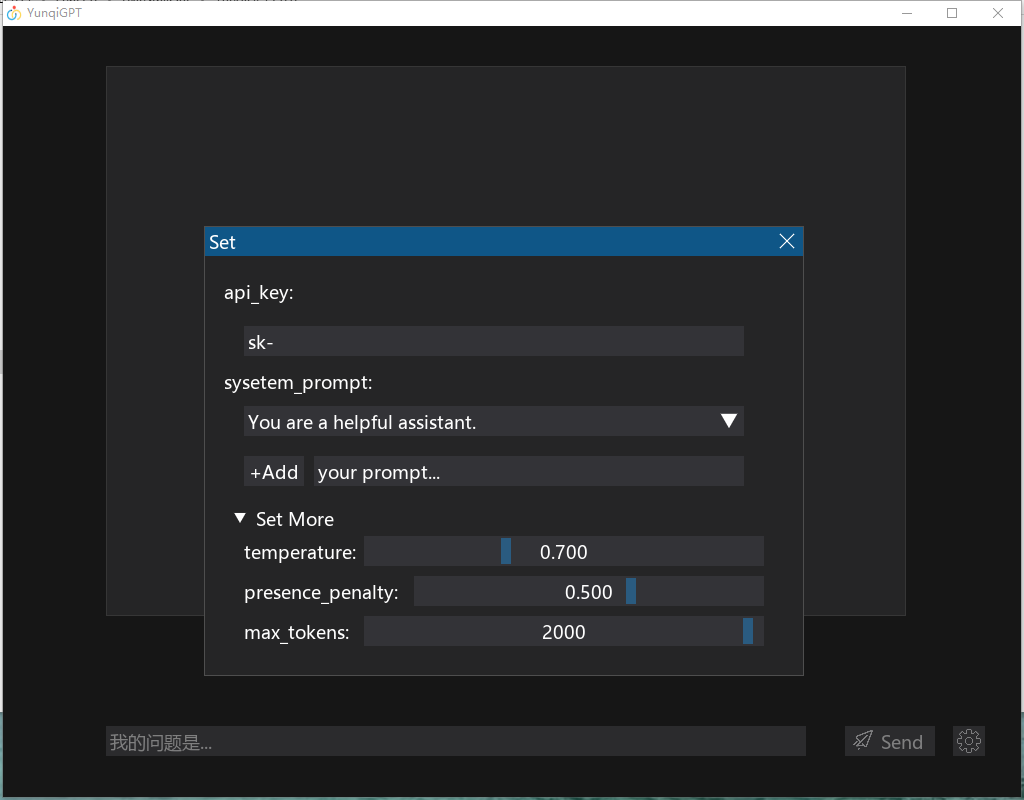 YunqiGPT
Set
api_key:
sk-
sysetem_prompt:
You are a helpful assistant.
+Add your prompt...
Set More
temperature: 0.700
presence_penalty: 0.500
max_tokens: 2000
我的问题是... Send